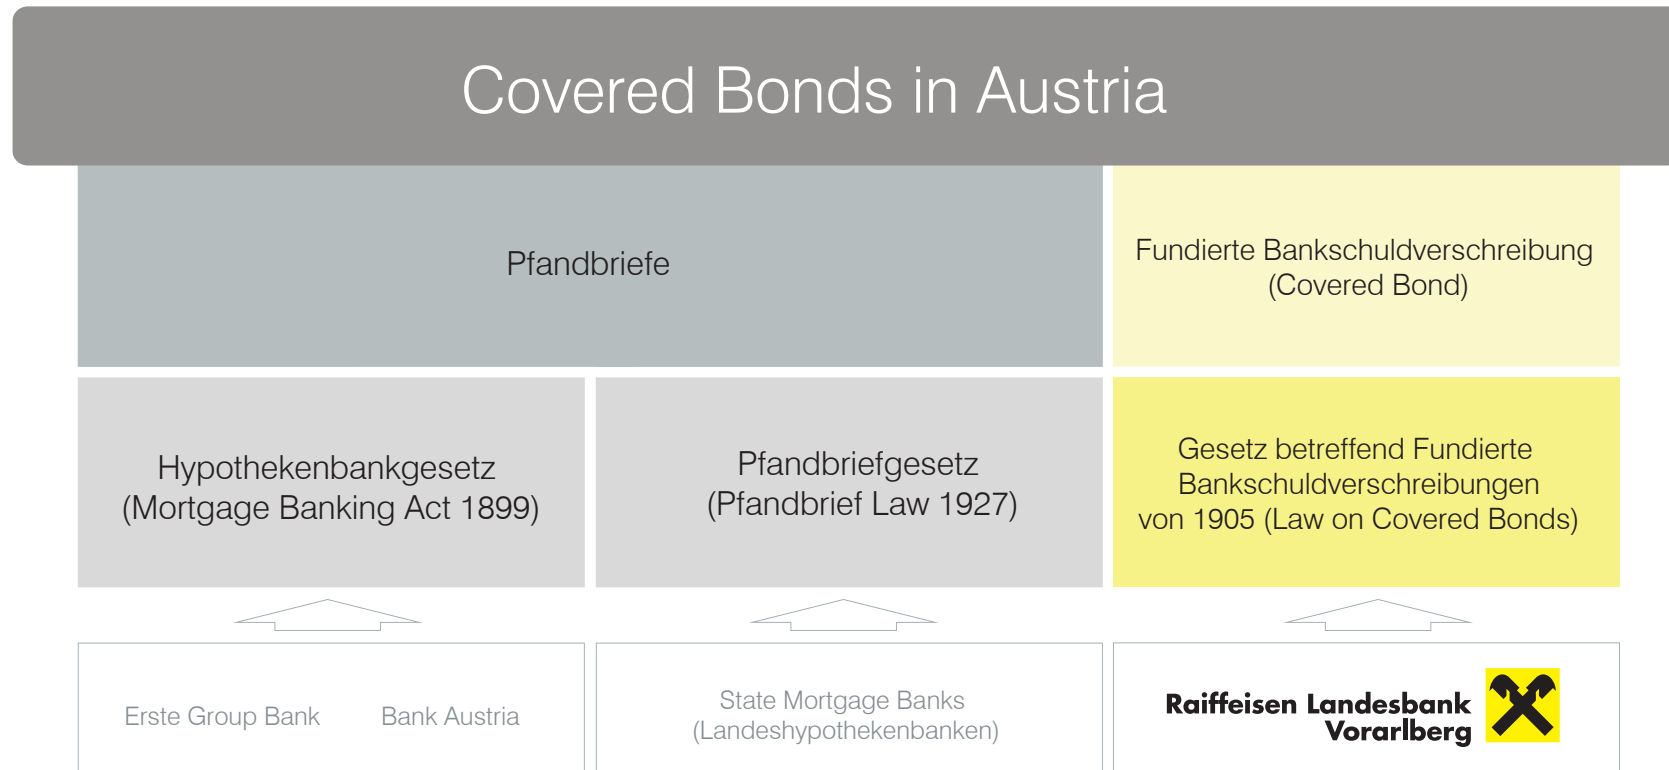 Covered Bonds in Austria
Pfandbriefe
Fundierte Bankschuldverschreibung
(Covered Bond)
Hypothekenbankgesetz
(Mortgage Banking Act 1899)
Pfandbriefgesetz
(Pfandbrief Law 1927)
Gesetz betreffend Fundierte
Bankschuldverschreibungen
von 1905 (Law on Covered Bonds)
Erste Group Bank
Bank Austria
State Mortgage Banks
(Landeshypothekenbanken)
Raiffeisen Landesbank
Vorarlberg